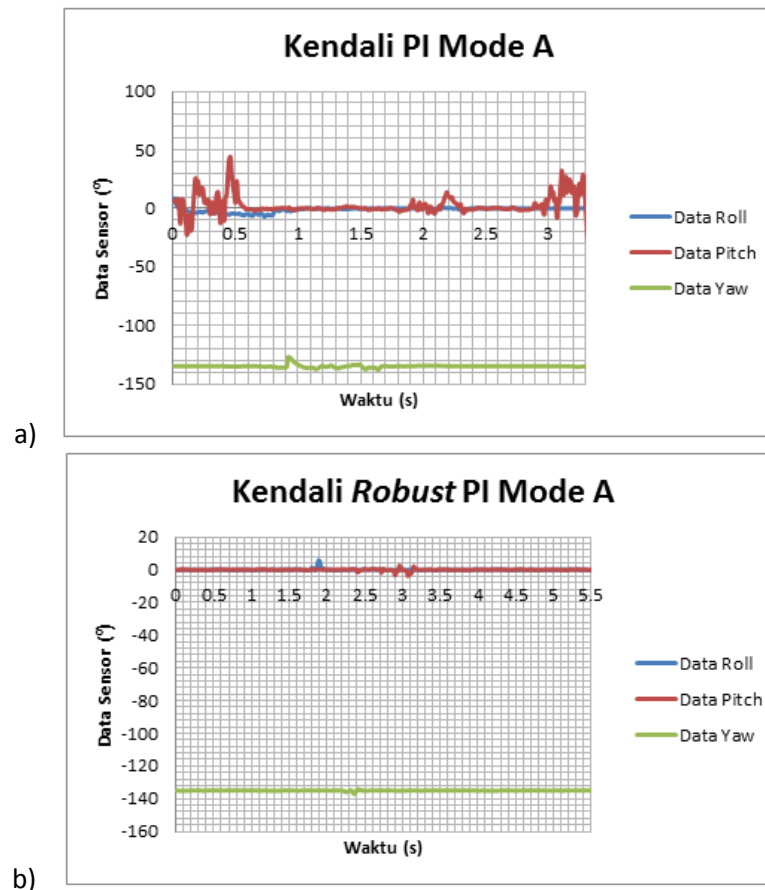 Kendali PI Mode A
100
50
0
-50
-100
-150
0 0.5 1 1.5 2 2.5 3
Data Sensor (⁰)
Waktu (s)
Data Roll
Data Pitch
Data Yaw
a)
Kendali Robust PI Mode A
20
0
-20
-40
-60
-80
-100
-120
-140
-160
0 0.5 1 1.5 2 2.5 3 3.5 4 4.5 5 5.5
Data Sensor (⁰)
Waktu (s)
Data Roll
Data Pitch
Data Yaw
b)